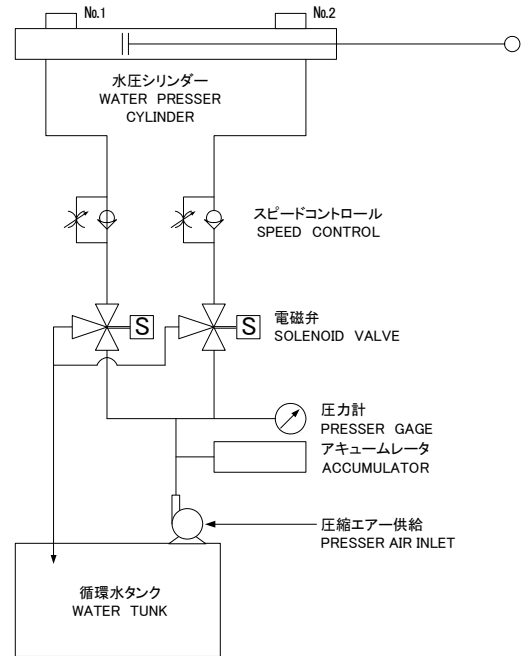 No.1
No.2
水圧シリンダー
WATER PRESSER
CYLINDER
スピードコントロール
SPEED CONTROL
S
S
電磁弁
SOLENOID VALVE
圧力計
PRESSER GAGE
アキュームレータ
ACCUMULATOR
圧縮エアー供給
PRESSER AIR INLET
循環水タンク
WATER TUNK